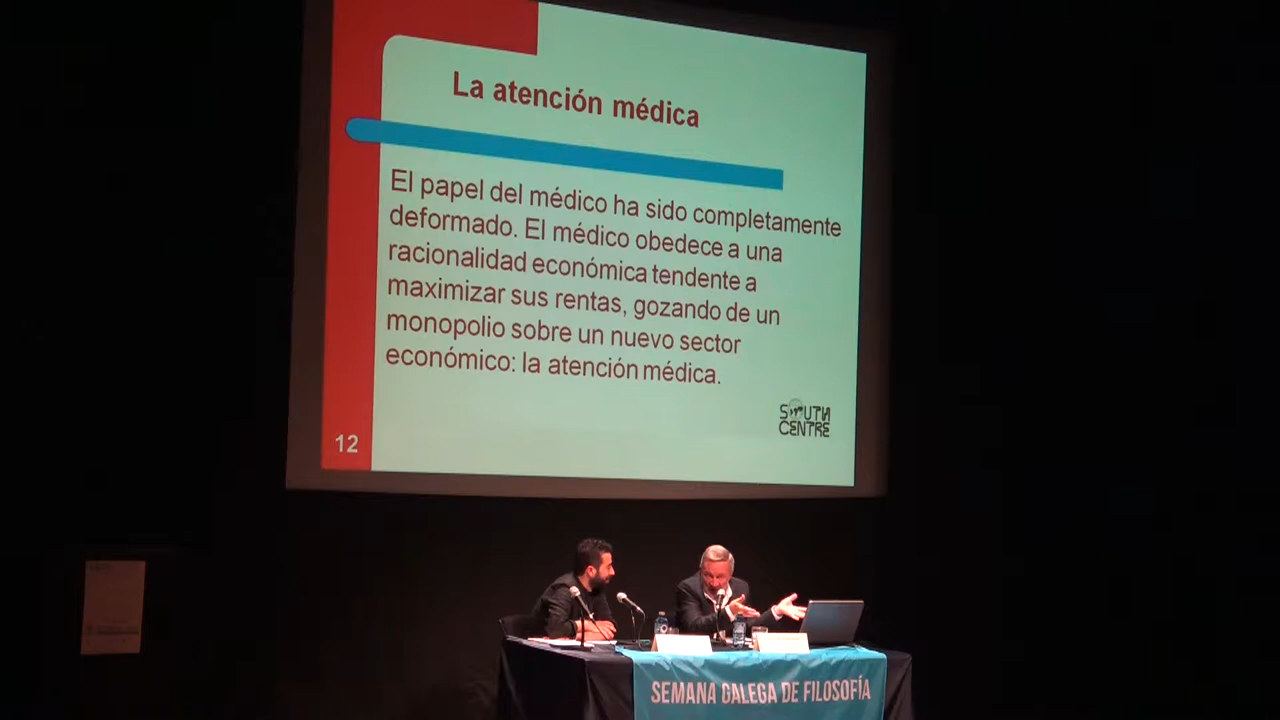 La atención médica
El papel del médico ha sido completamente
deformado. El médico obedece a una
racionalidad económica tendente a
maximizar sus rentas, gozando de un
monopolio sobre un nuevo sector
económico: la atención médica.
SOUTH
CENTRE
12
SEMANA GALEGA DE FILOSOFÍA